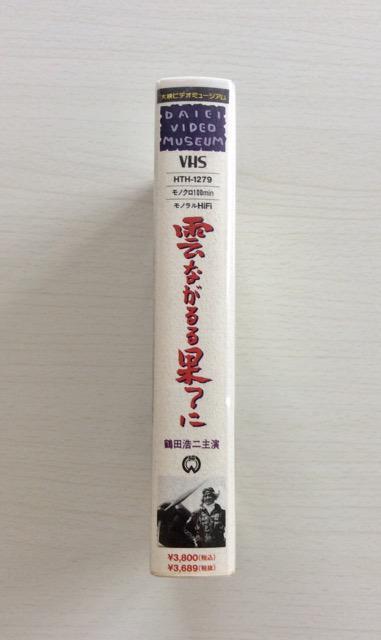 大映ビデオミュージアム
DAIEI
VIDEO
MUSEUM
VHS
HTH-1279
モノクロ100min
モノラルHiFi
雲ながるる果てに
鶴田浩二主演
¥3,800(税込)
¥3,689(税抜)